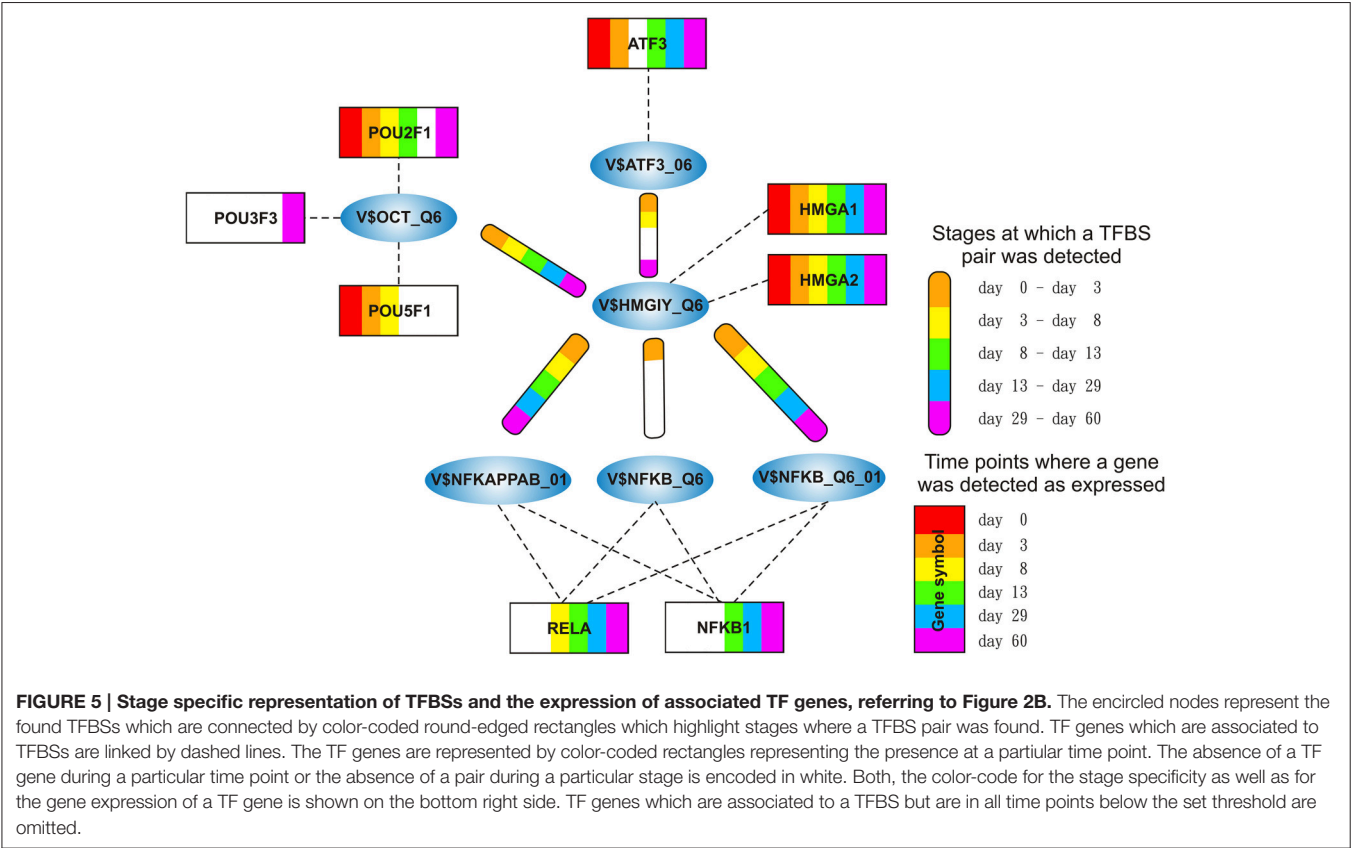 ATF3
POU2F1
V$ATF3_06
POU3F3
V$OCT_Q6
HMGA1
HMGA2
POU5F1
V$HMGIY_Q6
V$NFKAPPAB_01
V$NFKB_Q6
V$NFKB_Q6_01
RELA
NFKB1
Stages at which a TFBS
pair was detected
day 0 - day 3
day 3 - day 8
day 8 - day 13
day 13 - day 29
day 29 - day 60
Time points where a gene
was detected as expressed
Gene symbol
day 0
day 3
day 8
day 13
day 29
day 60
FIGURE 5 | Stage specific representation of TFBSs and the expression of associated TF genes, referring to Figure 2B. The encircled nodes represent the
found TFBSs which are connected by color-coded round-edged rectangles which highlight stages where a TFBS pair was found. TF genes which are associated to
TFBSs are linked by dashed lines. The TF genes are represented by color-coded rectangles representing the presence at a partiular time point. The absence of a TF
gene during a particular time point or the absence of a pair during a particular stage is encoded in white. Both, the color-code for the stage specificity as well as for
the gene expression of a TF gene is shown on the bottom right side. TF genes which are associated to a TFBS but are in all time points below the set threshold are
omitted.